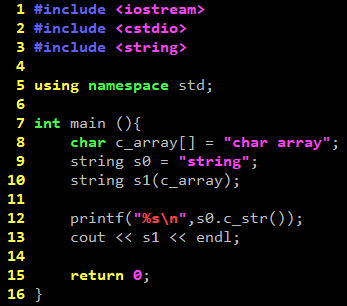 1 #include <iostream>
2 #include <cstdio>
3 #include <string>
4
5 using namespace std;
6
7 int main (){
8     char c_array[] = "char array";
9     string s0 = "string";
10     string s1(c_array);
11
12     printf("%s\n",s0.c_str());
13     cout << s1 << endl;
14
15     return 0;
16 }